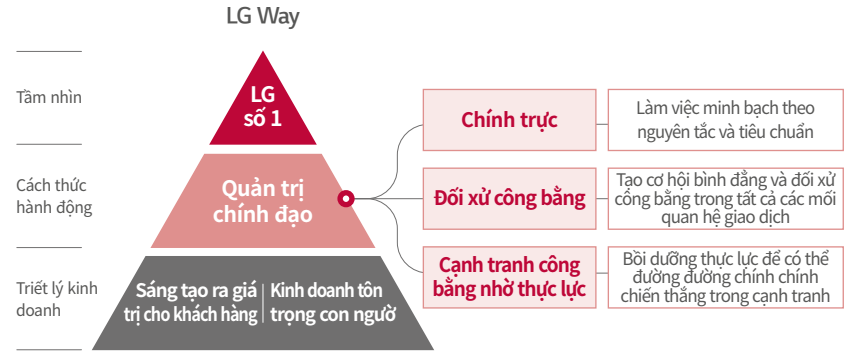 LG Way
Tầm nhìn
LG
số 1
Cách thức
hành động
Quản trị
chính đạo
Triết lý kinh
doanh
Sáng tạo ra giá
trị cho khách hàng
Kinh doanh tôn
trọng con người
Chính trực
Làm việc minh bạch theo
nguyên tắc và tiêu chuẩn
Đối xử công bằng
Tạo cơ hội bình đẳng và đối xử
công bằng trong tất cả các mối
quan hệ giao dịch
Cạnh tranh công
bằng nhờ thực lực
Bồi dưỡng thực lực để có thể
đường đường chính chính
chiến thắng trong cạnh tranh